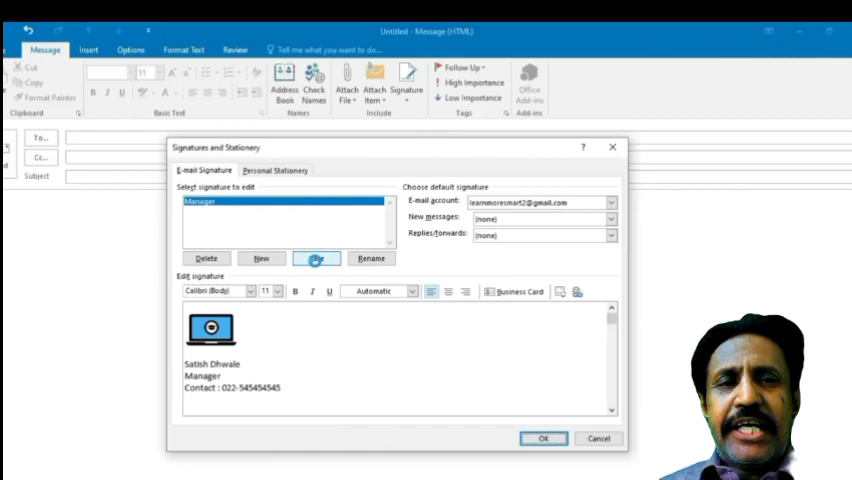 Untitled - Message (HTML)
Message Insert Options Format Text Review Tell me what you want to do...
Cut
Copy
Format Painter
Clipboard
11
B I U
Basic Text
Address Book
Check Names
Names
Attach File
Attach Item
Signature
Include
Follow Up
High Importance
Low Importance
Tags
Office Add-ins
Add-ins
To...
Cc...
Subject
Signatures and Stationery ?
E-mail Signature Personal Stationery
Select signature to edit
Manager
Delete New Rename
Choose default signature
E-mail account: learnmoresmart2@gmail.com
New messages: (none)
Replies/forwards: (none)
Edit signature
Calibri (Body) 11 B I U Automatic Business Card
Satish Dhwale
Manager
Contact : 022-545454545
OK Cancel